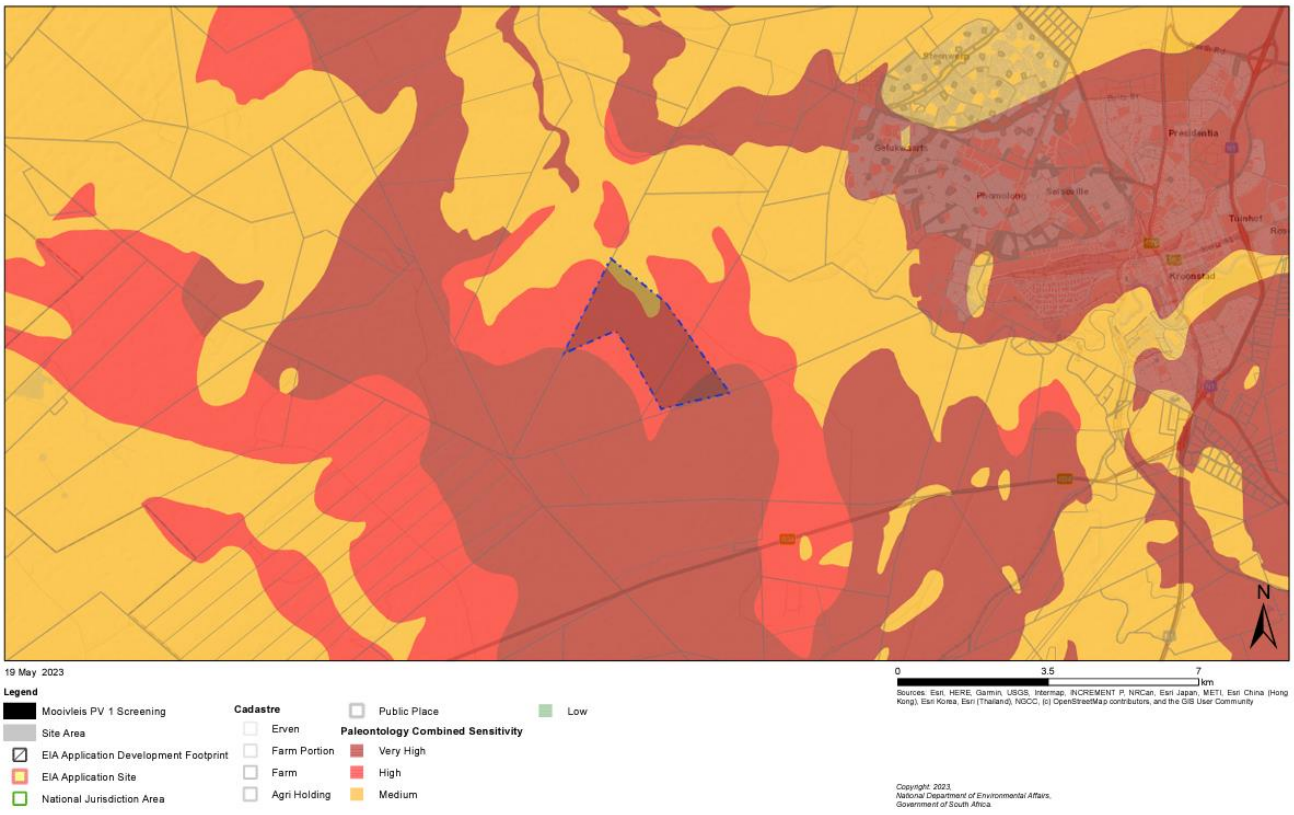 Steynsrus
Gelukwaarts
Phomolong
Seisoville
Presidentia
Tuinhof
Kroonstad
N
19 May 2023
0 3.5 7
km
Sources: Esri, HERE, Garmin, USGS, Intermap, INCREMENT P, NRCan, Esri Japan, METI, Esri China (Hong
Kong), Esri Korea, Esri (Thailand), NGCC, (c) OpenStreetMap contributors, and the GIS User Community
Legend
Mooivleis PV 1 Screening
Site Area
EIA Application Development Footprint
EIA Application Site
National Jurisdiction Area
Cadastre
Erven
Farm Portion
Farm
Agri Holding
Public Place
Paleontology Combined Sensitivity
Very High
High
Medium
Low
Copyright: 2023,
National Department of Environmental Affairs,
Government of South Africa.